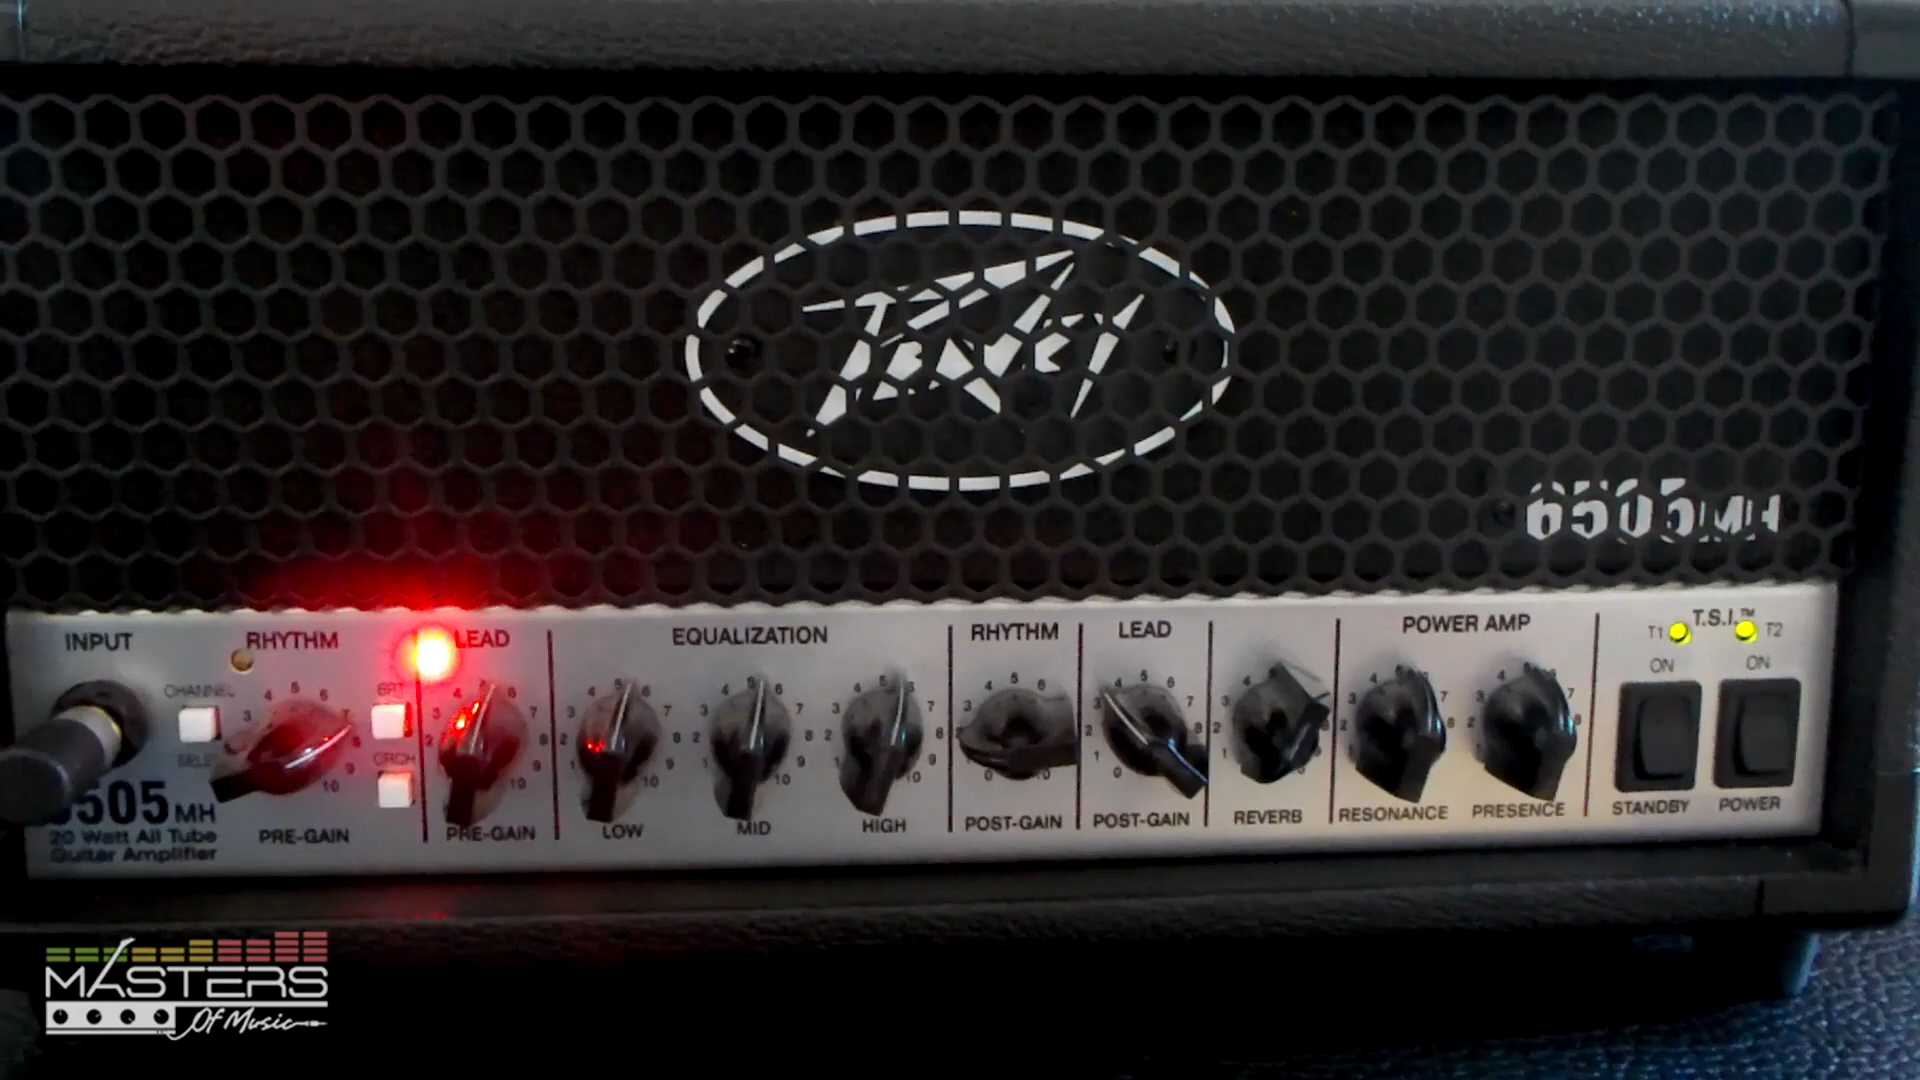 PEAVEY
6505MH
INPUT
RHYTHM
LEAD
EQUALIZATION
RHYTHM
LEAD
POWER AMP
T.S.I.™
T1
T2
ON
ON
CHANNEL
BRT
CRCH
6505 MH
20 Watt All Tube
Guitar Amplifier
PRE-GAIN
PRE-GAIN
LOW
MID
HIGH
POST-GAIN
POST-GAIN
REVERB
RESONANCE
PRESENCE
STANDBY
POWER
MASTERS
Of Music